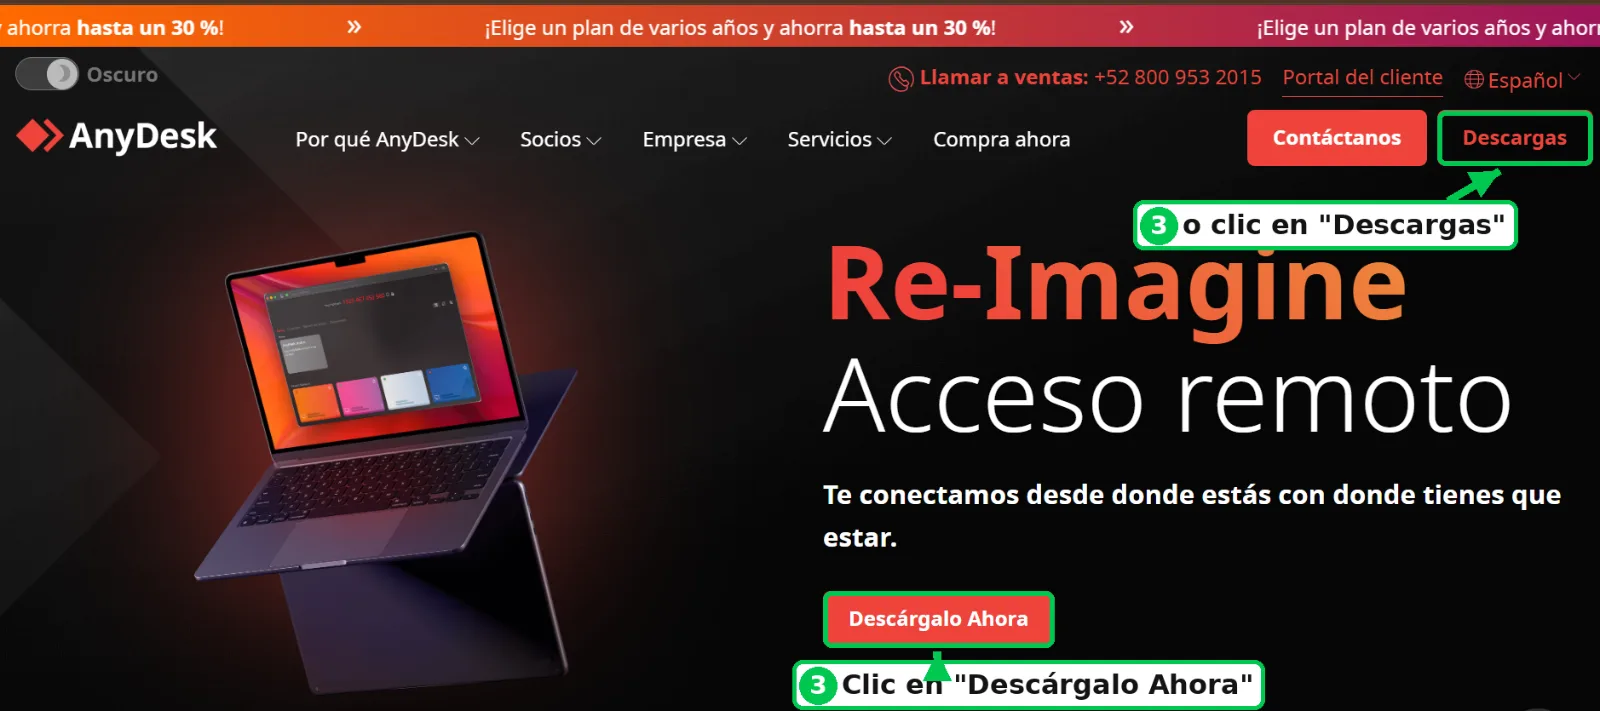 y ahorra hasta un 30 %! » ¡Elige un plan de varios años y ahorra hasta un 30 %! » ¡Elige un plan de varios años y ahorr
Oscuro
Llamar a ventas: +52 800 953 2015 Portal del cliente Español
AnyDesk Por qué AnyDesk Socios Empresa Servicios Compra ahora Contáctanos Descargas
3 o clic en "Descargas"
Re-Imagine
Acceso remoto
Te conectamos desde donde estás con donde tienes que
estar.
Descárgalo Ahora
3 Clic en "Descárgalo Ahora"